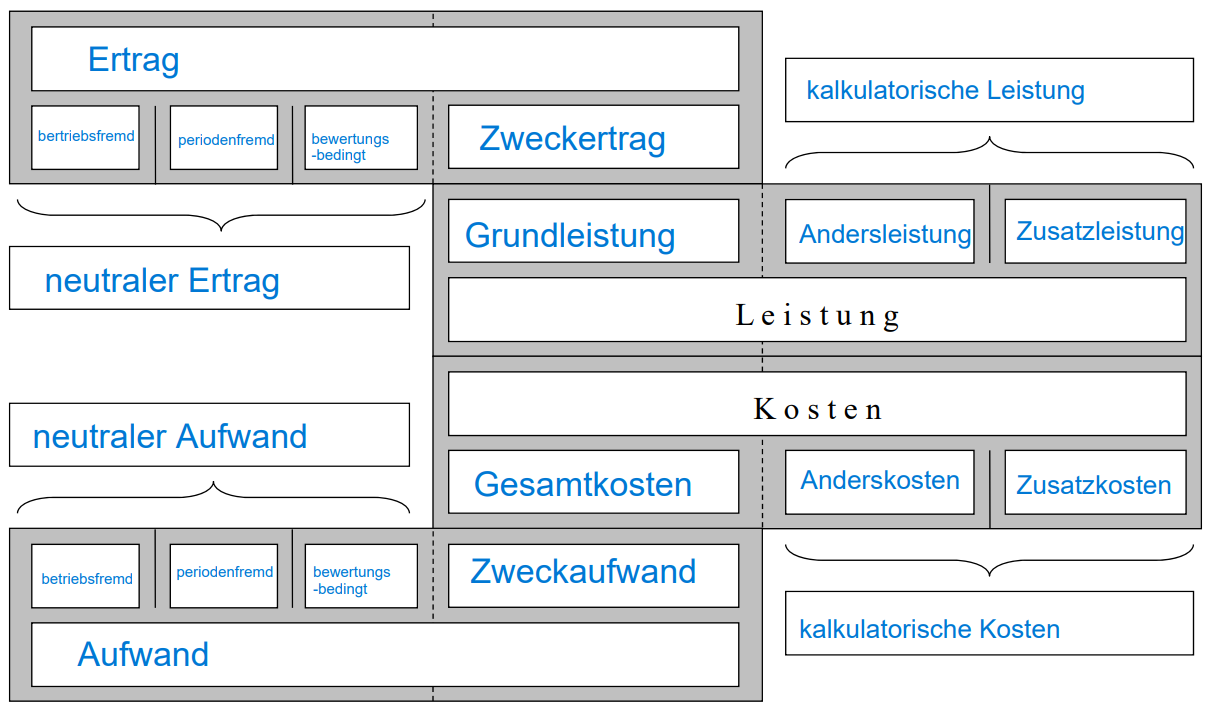 Ertrag
kalkulatorische Leistung
bertriebsfremd
periodenfremd
bewertungs
-bedingt
Zweckertrag
Grundleistung
Andersleistung
Zusatzleistung
neutraler Ertrag
Leistung
Kosten
neutraler Aufwand
Gesamtkosten
Anderskosten
Zusatzkosten
betriebsfremd
periodenfremd
bewertungs
-bedingt
Zweckaufwand
kalkulatorische Kosten
Aufwand